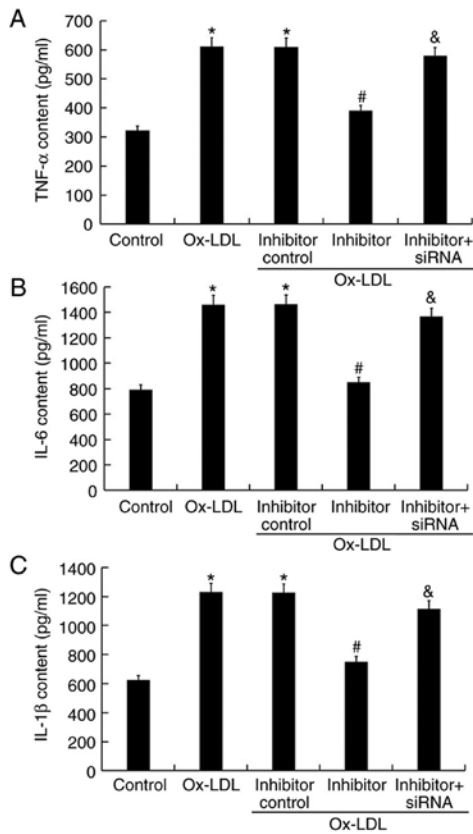 A
TNF-α content (pg/ml)
700
600
500
400
300
200
100
0
* * # &
Control Ox-LDL Inhibitor control Inhibitor Inhibitor+ siRNA
Ox-LDL
B
IL-6 content (pg/ml)
1600
1400
1200
1000
800
600
400
200
0
* * # &
Control Ox-LDL Inhibitor control Inhibitor Inhibitor+ siRNA
Ox-LDL
C
IL-1β content (pg/ml)
1400
1200
1000
800
600
400
200
0
* * # &
Control Ox-LDL Inhibitor control Inhibitor Inhibitor+ siRNA
Ox-LDL